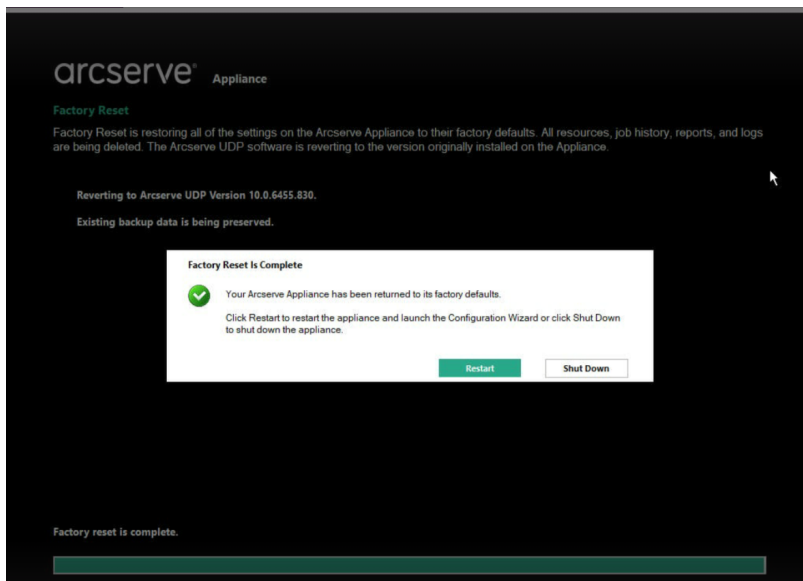 arcserve® Appliance
Factory Reset
Factory Reset is restoring all of the settings on the Arcserve Appliance to their factory defaults. All resources, job history, reports, and logs
are being deleted. The Arcserve UDP software is reverting to the version originally installed on the Appliance.
Reverting to Arcserve UDP Version 10.0.6455.830.
Existing backup data is being preserved.
Factory Reset Is Complete
Your Arcserve Appliance has been returned to its factory defaults.
Click Restart to restart the appliance and launch the Configuration Wizard or click Shut Down
to shut down the appliance.
Restart Shut Down
Factory reset is complete.